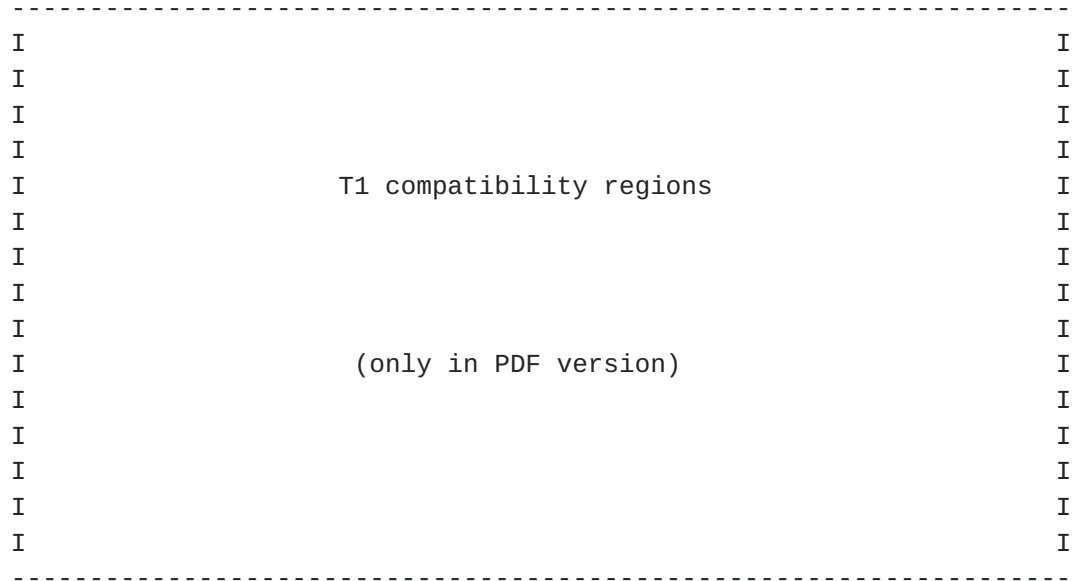 ---------------------------------------------------------------------
I                                                                   I
I                                                                   I
I                                                                   I
I                                                                   I
I                    T1 compatibility regions                       I
I                                                                   I
I                                                                   I
I                                                                   I
I                                                                   I
I                     (only in PDF version)                         I
I                                                                   I
I                                                                   I
I                                                                   I
I                                                                   I
I                                                                   I
---------------------------------------------------------------------